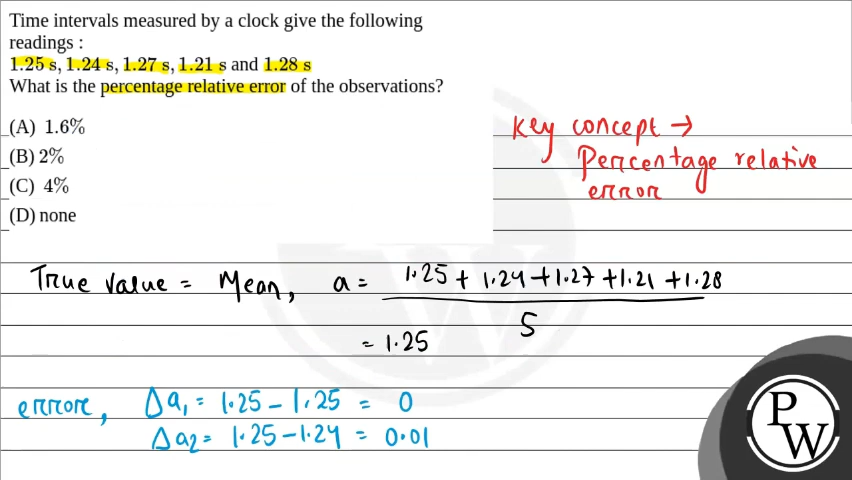 Time intervals measured by a clock give the following
readings :
1.25 s, 1.24 s, 1.27 s, 1.21 s and 1.28 s
What is the percentage relative error of the observations?
(A) 1.6%
(B) 2%
(C) 4%
(D) none
Key concept →
Percentage relative
error
True value = Mean, a = 1.25 + 1.24 + 1.27 + 1.21 + 1.28
5
= 1.25
errore, Δa₁ = 1.25 - 1.25 = 0
Δa₂ = 1.25 - 1.24 = 0.01
P
W